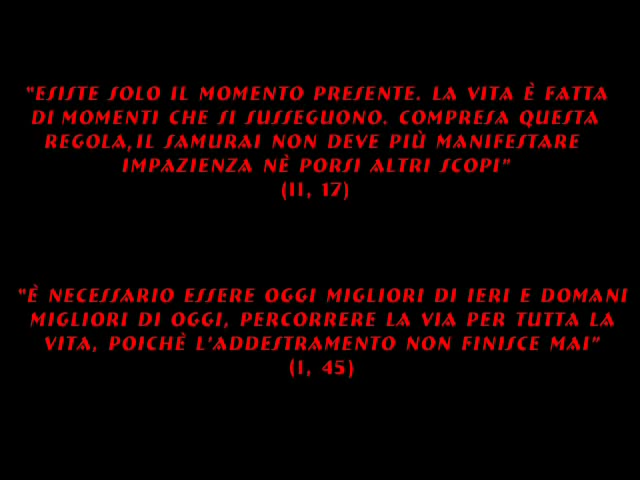 "ESISTE SOLO IL MOMENTO PRESENTE. LA VITA È FATTA
DI MOMENTI CHE SI SUSSEGUONO. COMPRESA QUESTA
REGOLA, IL SAMURAI NON DEVE PIÙ MANIFESTARE
IMPAZIENZA NÈ PORSI ALTRI SCOPI"
(II, 17)
"È NECESSARIO ESSERE OGGI MIGLIORI DI IERI E DOMANI
MIGLIORI DI OGGI, PERCORRERE LA VIA PER TUTTA LA
VITA, POICHÈ L'ADDESTRAMENTO NON FINISCE MAI"
(I, 45)